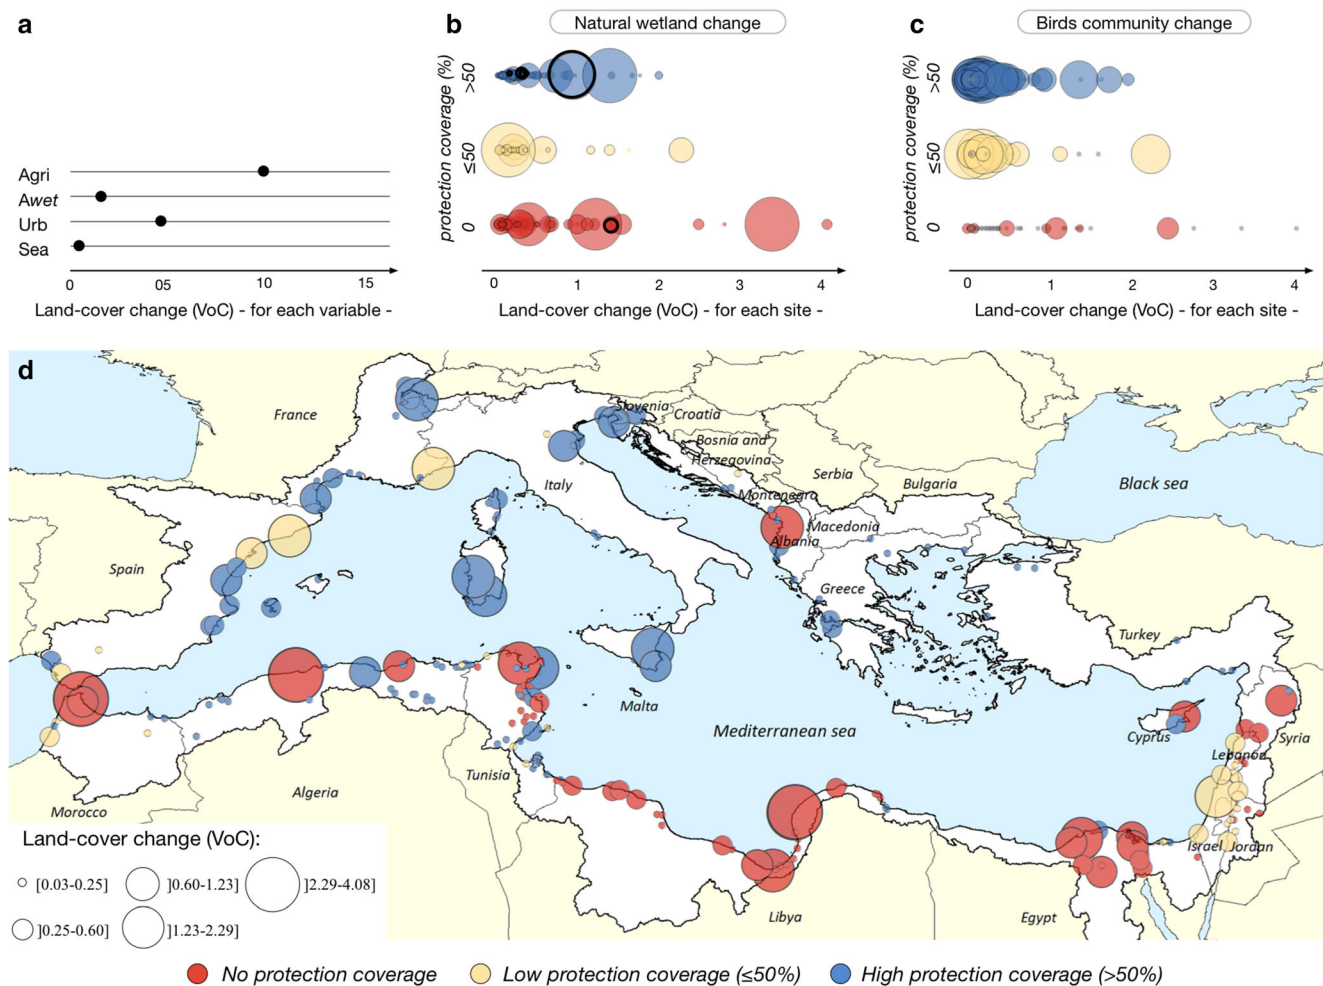 a
Agri
Awet
Urb
Sea
0 05 10 15
Land-cover change (VoC) - for each variable -
b
Natural wetland change
protection coverage (%)
>50
≤50
0
0 1 2 3 4
Land-cover change (VoC) - for each site -
c
Birds community change
protection coverage (%)
>50
≤50
0
0 1 2 3 4
Land-cover change (VoC) - for each site -
d
France
Slovenia
Croatia
Bosnia and
Herzegovina
Serbia
Italy
Bulgaria
Black sea
Montenegro
Macedonia
Albania
Spain
Greece
Turkey
Malta
Mediterranean sea
Cyprus
Syria
Lebanon
Tunisia
Algeria
Morocco
Israel
Jordan
Libya
Egypt
Land-cover change (VoC):
[0.03-0.25] ]0.60-1.23] ]2.29-4.08]
]0.25-0.60] ]1.23-2.29]
No protection coverage Low protection coverage (≤50%) High protection coverage (>50%)